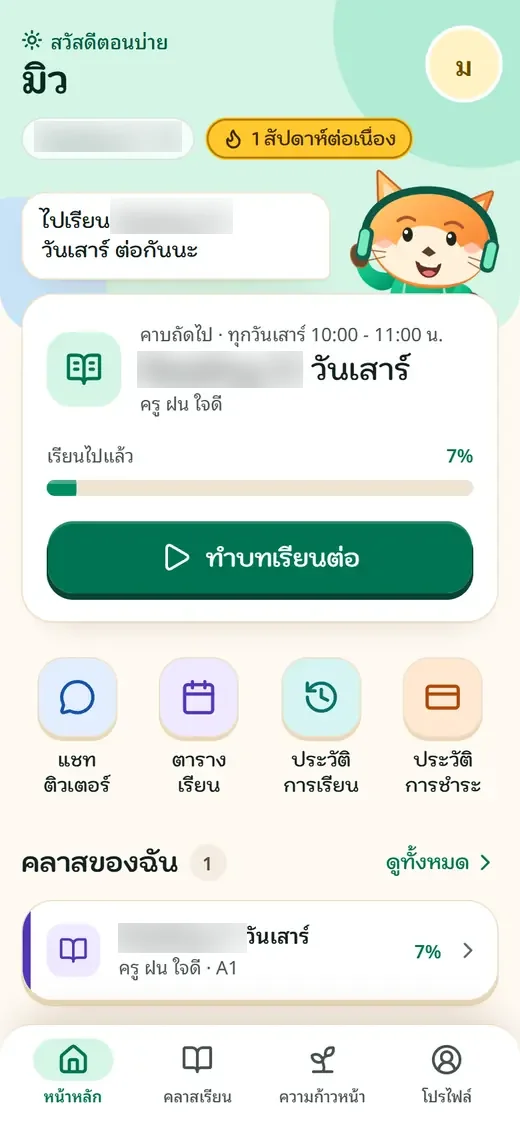 สวัสดีตอนบ่าย
มิว
ม
1 สัปดาห์ต่อเนื่อง
ไปเรียน
วันเสาร์ ต่อกันนะ
คาบถัดไป · ทุกวันเสาร์ 10:00 - 11:00 น.
วันเสาร์
ครู ฝน ใจดี
เรียนไปแล้ว 7%
ทำบทเรียนต่อ
แชท
ติวเตอร์
ตาราง
เรียน
ประวัติ
การเรียน
ประวัติ
การชำระ
คลาสของฉัน 1 ดูทั้งหมด
วันเสาร์
ครู ฝน ใจดี · A1
7%
หน้าหลัก คลาสเรียน ความก้าวหน้า โปรไฟล์